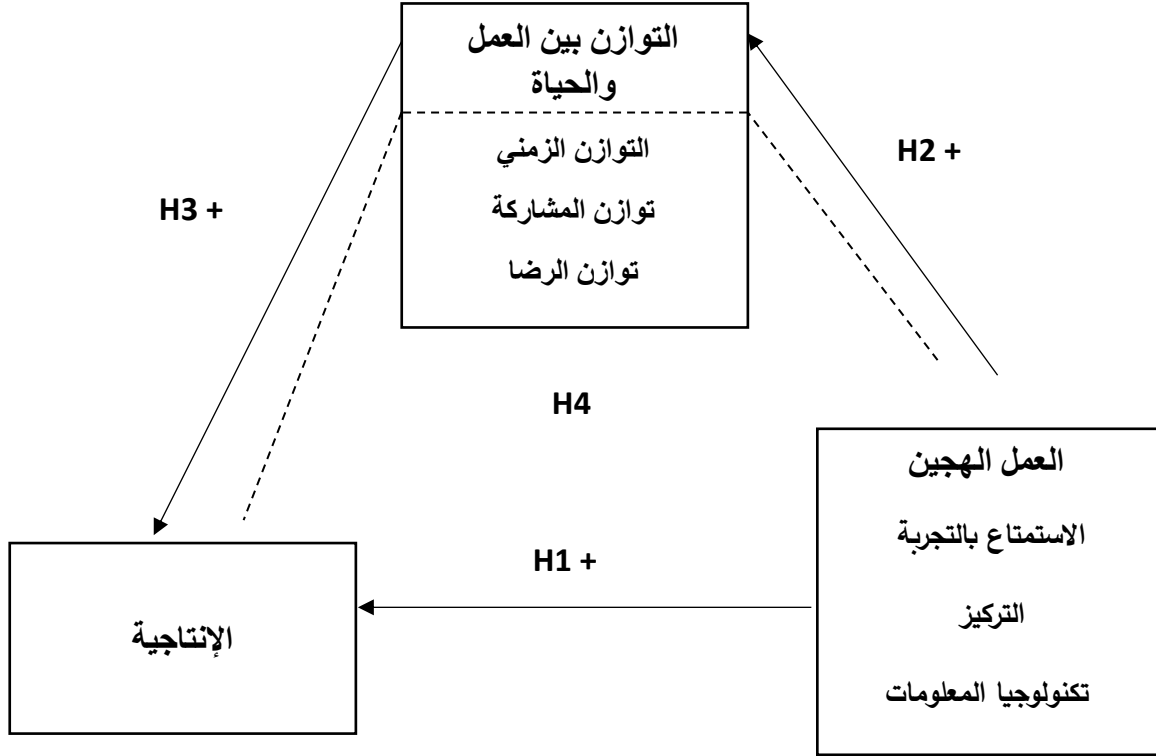 التوازن بين العمل
والحياة
التوازن الزمني
توازن المشاركة
توازن الرضا
H2 +
H3 +
H4
العمل الهجين
الاستمتاع بالتجربة
التركيز
تكنولوجيا المعلومات
H1 +
الإنتاجية